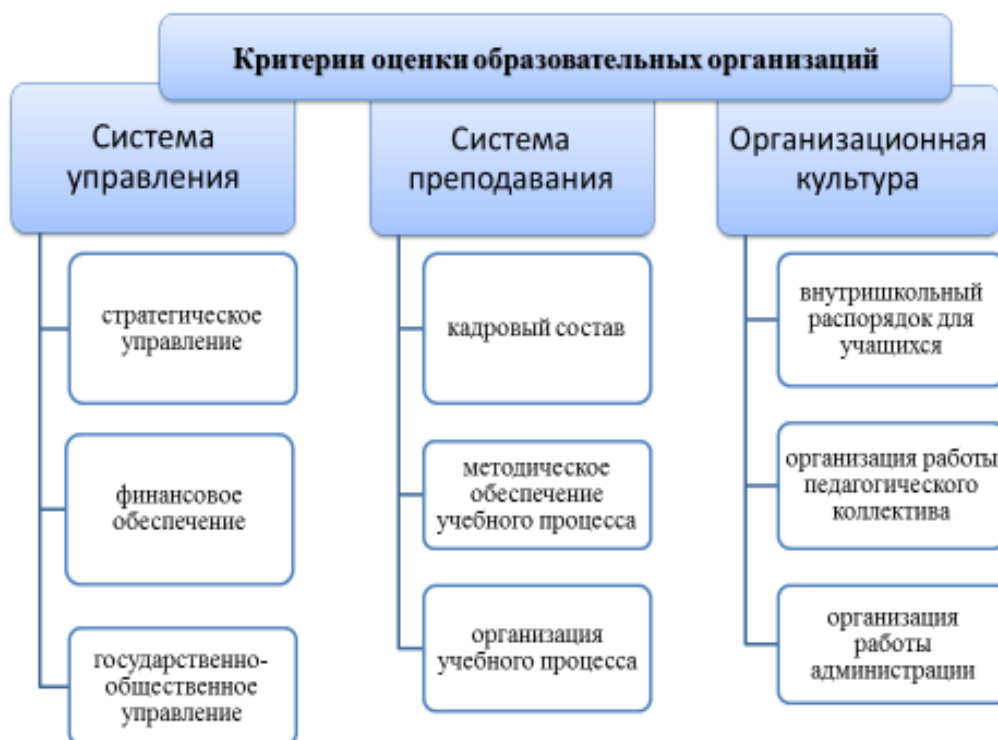 Критерии оценки образовательных организаций
Система
управления
стратегическое
управление
финансовое
обеспечение
государственно-
общественное
управление
Система
преподавания
кадровый состав
методическое
обеспечение
учебного процесса
организация
учебного процесса
Организационная
культура
внутришкольный
распорядок для
учащихся
организация работы
педагогического
коллектива
организация
работы
администрации